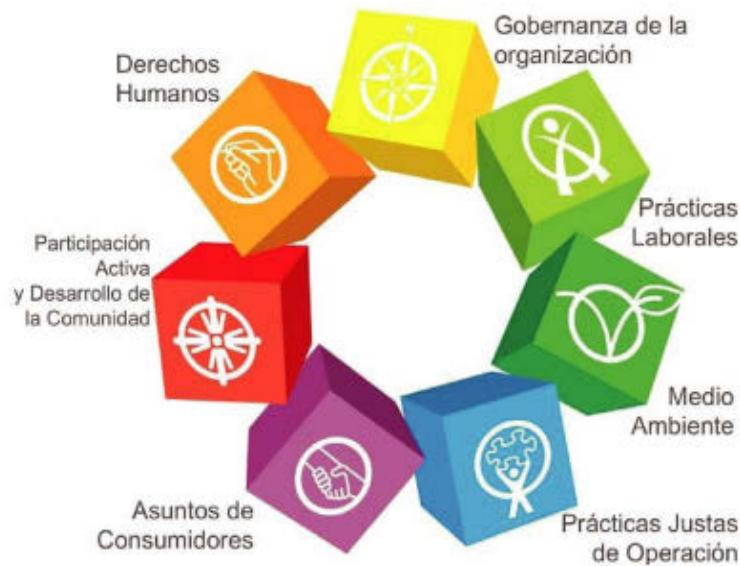 Gobernanza de la
organización
Derechos
Humanos
Prácticas
Laborales
Participación
Activa
y Desarrollo de
la Comunidad
Medio
Ambiente
Asuntos de
Consumidores
Prácticas Justas
de Operación